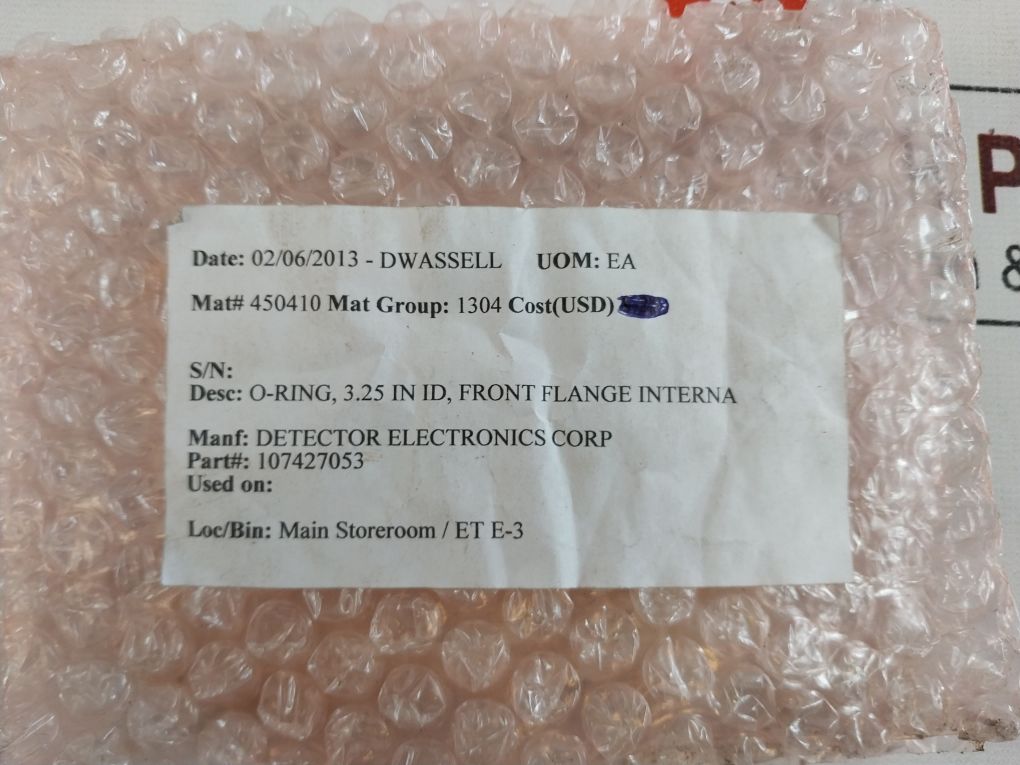 Date: 02/06/2013 - DWASSELL UOM: EA
Mat# 450410 Mat Group: 1304 Cost(USD)
S/N:
Desc: O-RING, 3.25 IN ID, FRONT FLANGE INTERNA
Manf: DETECTOR ELECTRONICS CORP
Part#: 107427053
Used on:
Loc/Bin: Main Storeroom / ET E-3
P
&